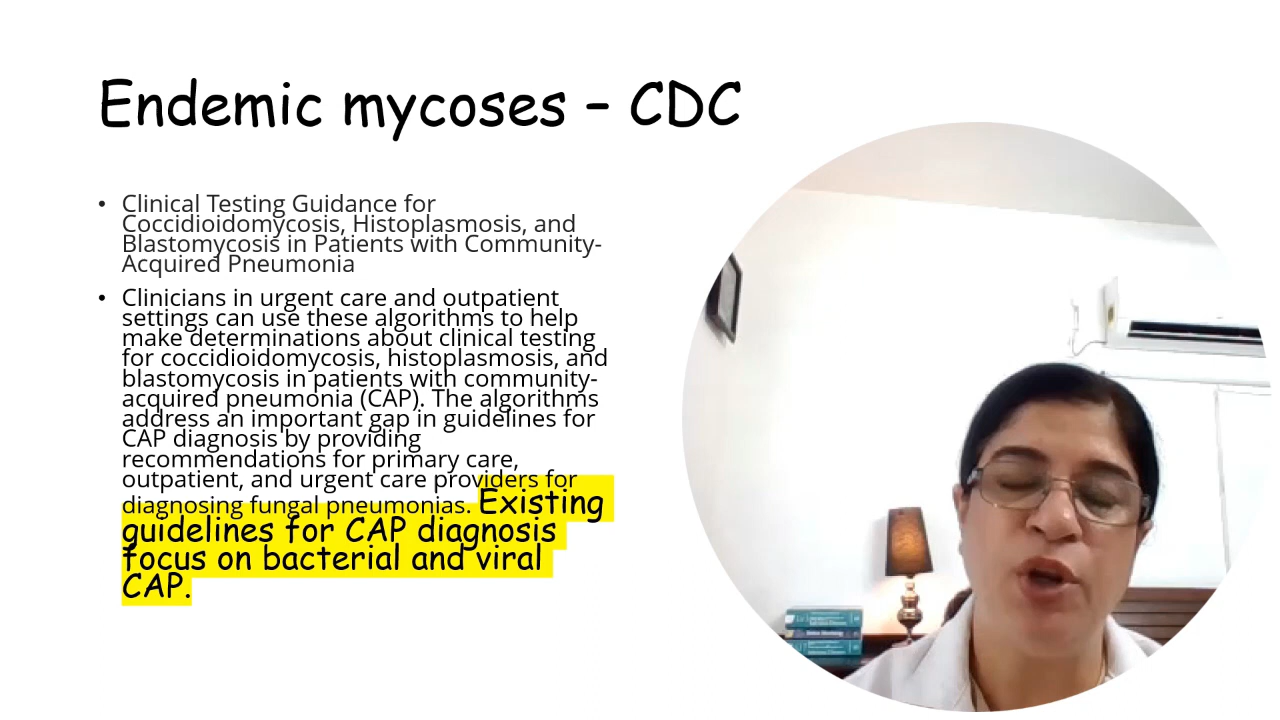 Endemic mycoses – CDC
• Clinical Testing Guidance for
Coccidioidomycosis, Histoplasmosis, and
Blastomycosis in Patients with Community-
Acquired Pneumonia
• Clinicians in urgent care and outpatient
settings can use these algorithms to help
make determinations about clinical testing
for coccidioidomycosis, histoplasmosis, and
blastomycosis in patients with community-
acquired pneumonia (CAP). The algorithms
address an important gap in guidelines for
CAP diagnosis by providing
recommendations for primary care,
outpatient, and urgent care providers for
diagnosing fungal pneumonias. Existing
guidelines for CAP diagnosis
focus on bacterial and viral
CAP.